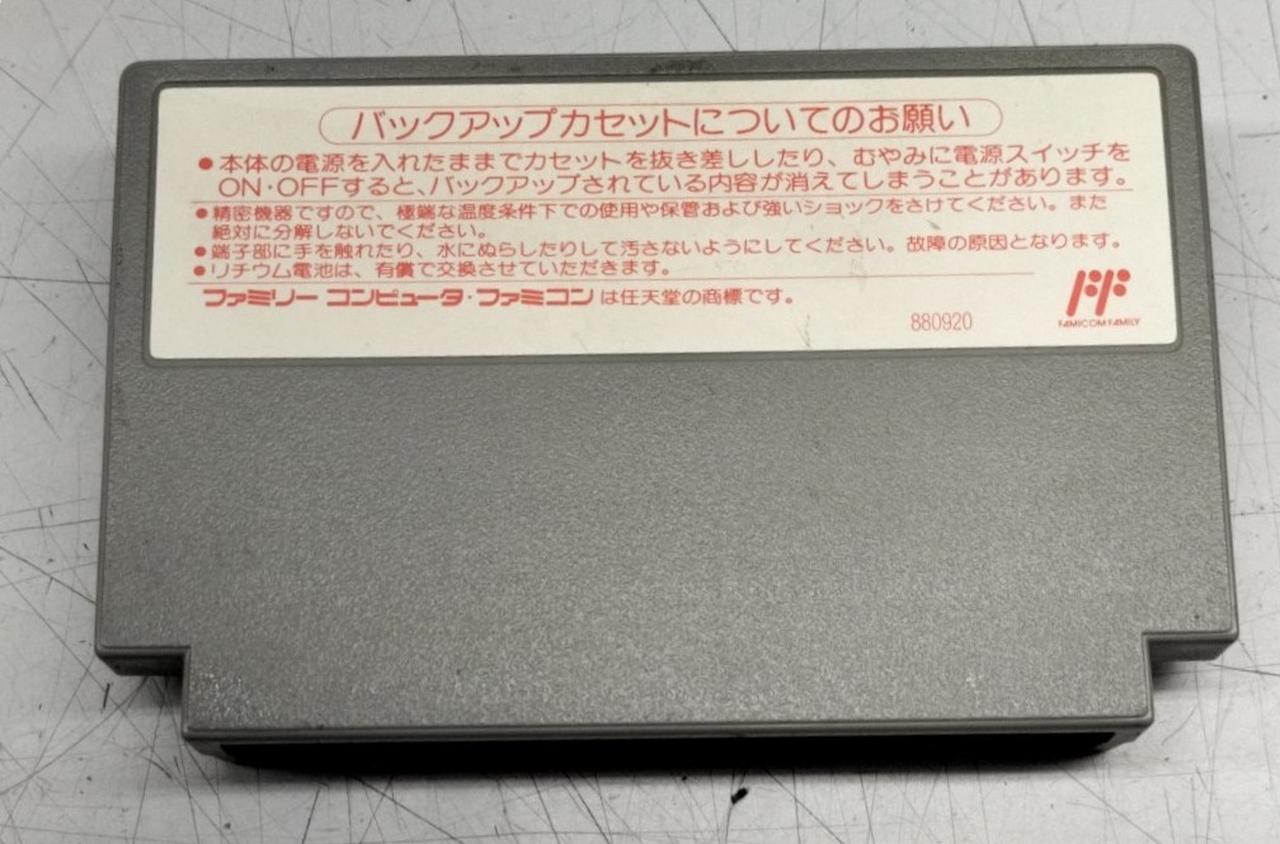 バックアップカセットについてのお願い
●本体の電源を入れたままでカセットを抜き差ししたり、むやみに電源スイッチを
ON・OFFすると、バックアップされている内容が消えてしまうことがあります。
●精密機器ですので、極端な温度条件下での使用や保管および強いショックをさけてください。また
絶対に分解しないでください。
●端子部に手を触れたり、水にぬらしたりして汚さないようにしてください。故障の原因となります。
●リチウム電池は、有償で交換させていただきます。
ファミリー コンピュータ・ファミコンは任天堂の商標です。
880920
FAMICOM FAMILY